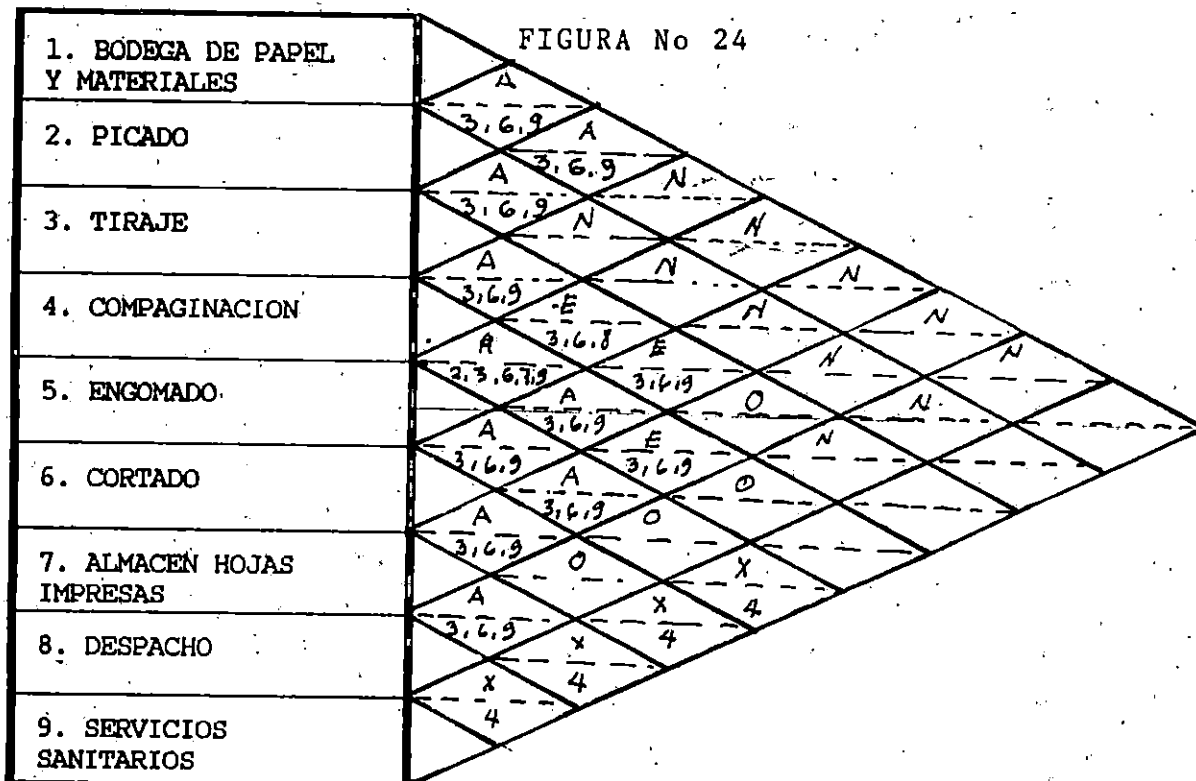 FIGURA No 24
1. BODEGA DE PAPEL
Y MATERIALES
2. PICADO
3. TIRAJE
4. COMPAGINACION
5. ENGOMADO
6. CORTADO
7. ALMACEN HOJAS
IMPRESAS
8. DESPACHO
9. SERVICIOS
SANITARIOS
A
3,6,9
A
3,6,9
A N
3,6,9
N N
A N N
3,6,9
E N N
3,6,8
A E N N
2,3,6,7,9 3,6,9
A O N
3,6,9
A E N
3,6,9 3,6,9
A O
3,6,9
A O
3,6,9
O X
4
A X
3,6,9 4
X
4
X
4